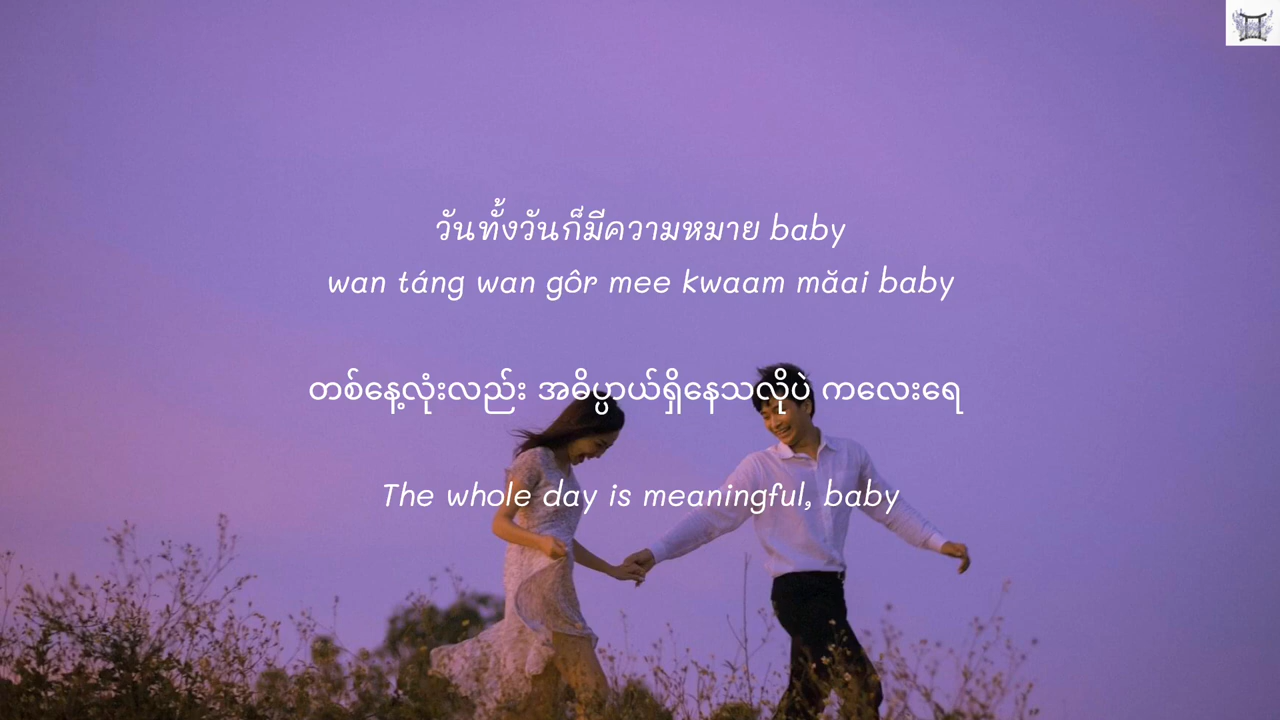 วันทั้งวันก็มีความหมาย baby
wan táng wan gôr mee kwaam măai baby
တစ်နေ့လုံးလည်း အဓိပ္ပာယ်ရှိနေသလိုပဲ ကလေးရေ
The whole day is meaningful, baby